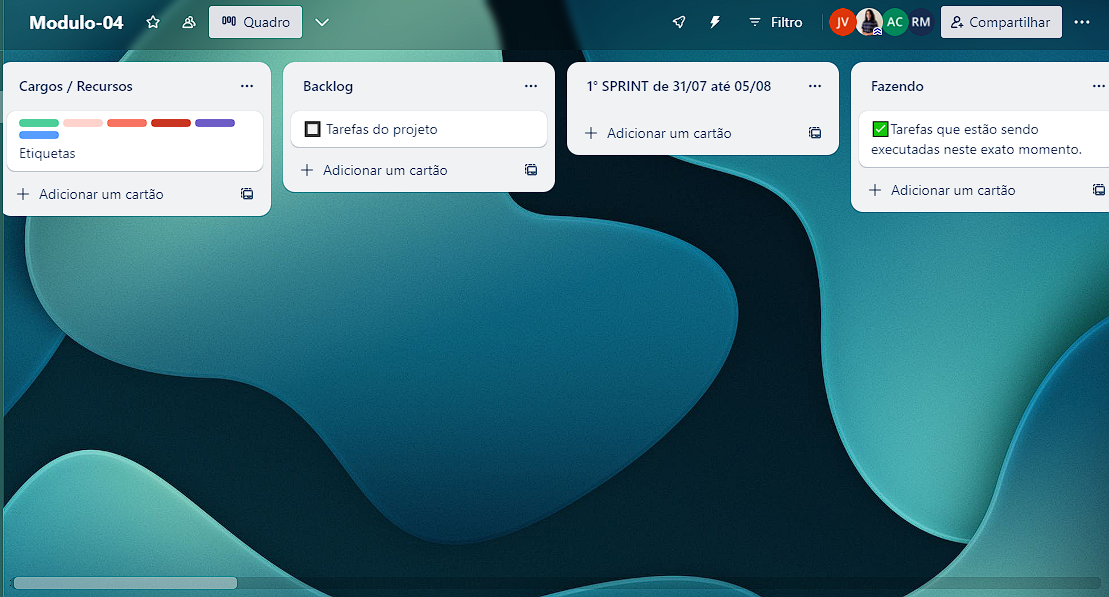 Modulo-04
Quadro
Filtro
JV
AC
RM
Compartilhar
Cargos / Recursos
Etiquetas
Adicionar um cartão
Backlog
Tarefas do projeto
Adicionar um cartão
1° SPRINT de 31/07 até 05/08
Adicionar um cartão
Fazendo
Tarefas que estão sendo
executadas neste exato momento.
Adicionar um cartão